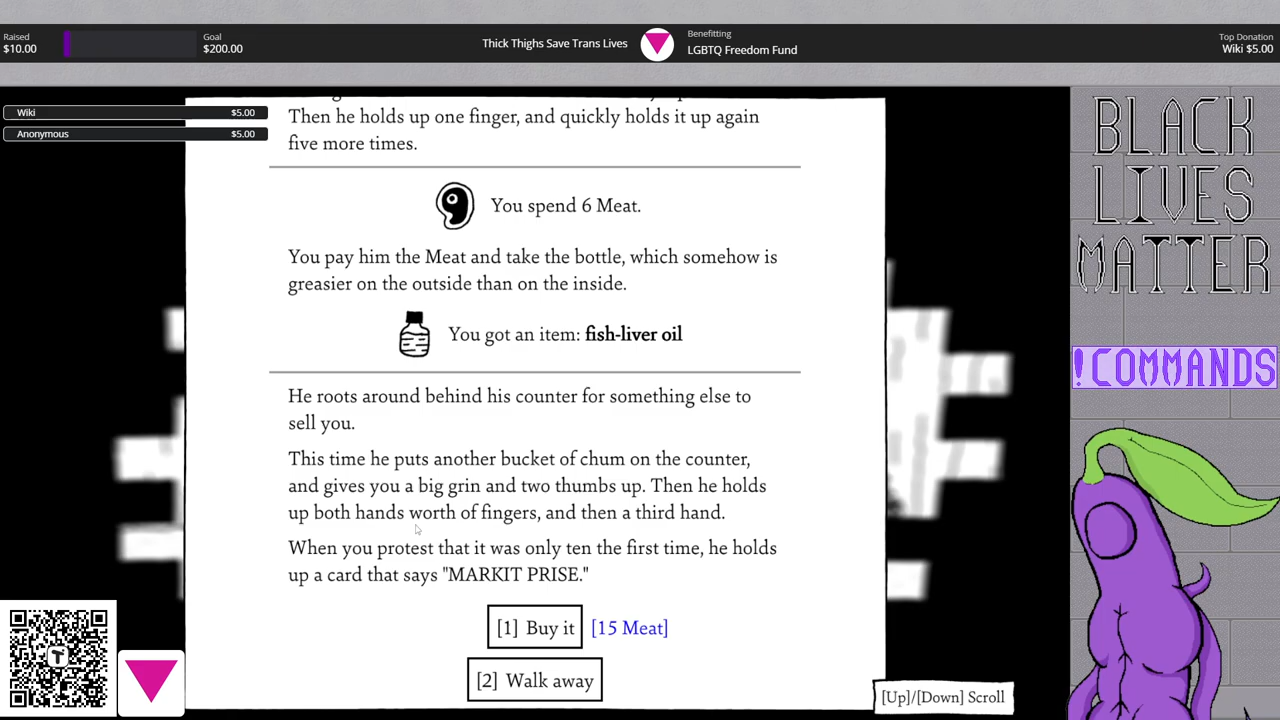 Raised
$10.00
Goal
$200.00
Thick Thighs Save Trans Lives
Benefitting
LGBTQ Freedom Fund
Top Donation
Wiki $5.00
Wiki $5.00
Anonymous $5.00
Then he holds up one finger, and quickly holds it up again
five more times.
You spend 6 Meat.
You pay him the Meat and take the bottle, which somehow is
greasier on the outside than on the inside.
You got an item: fish-liver oil
He roots around behind his counter for something else to
sell you.
This time he puts another bucket of chum on the counter,
and gives you a big grin and two thumbs up. Then he holds
up both hands worth of fingers, and then a third hand.
When you protest that it was only ten the first time, he holds
up a card that says "MARKIT PRISE."
[1] Buy it [15 Meat]
[2] Walk away
[Up]/[Down] Scroll
BLACK
LIVES
MATTER
!COMMANDS
T